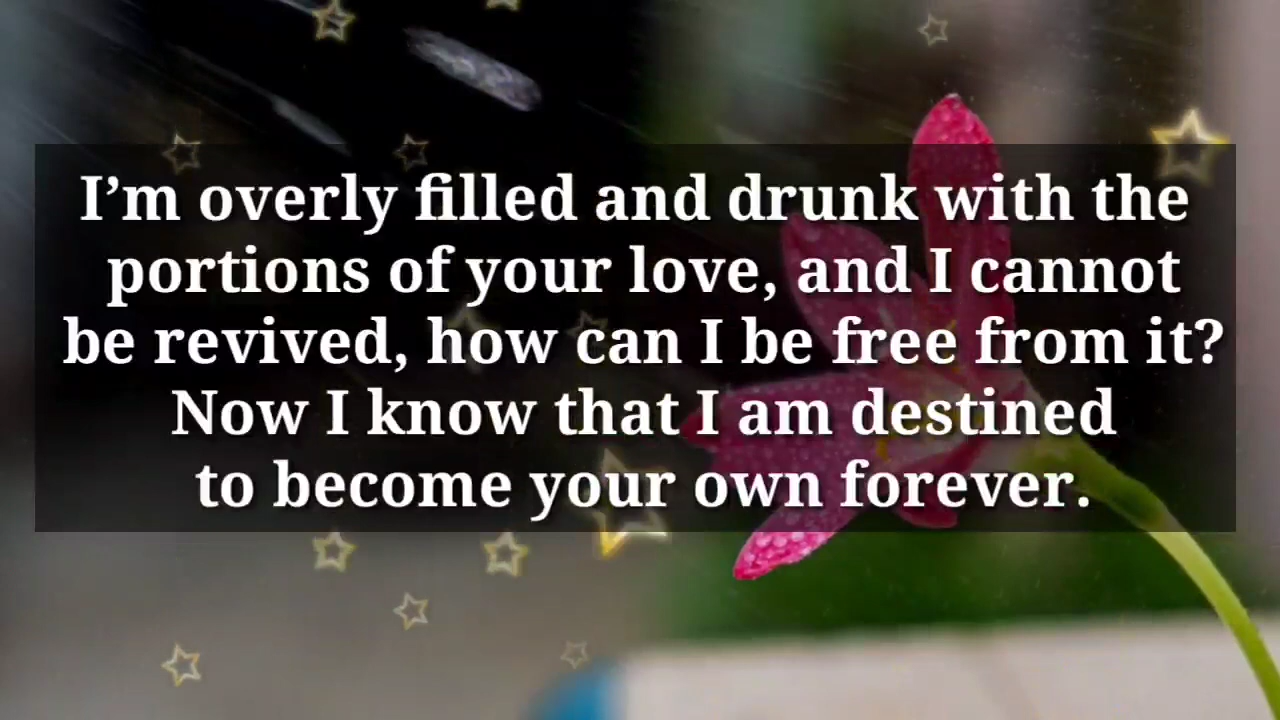 I’m overly filled and drunk with the
portions of your love, and I cannot
be revived, how can I be free from it?
Now I know that I am destined
to become your own forever.